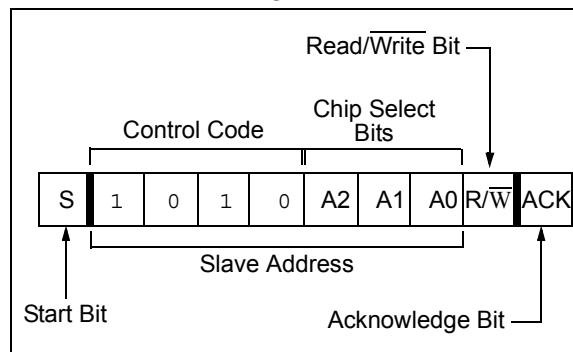 Read/Write Bit
Chip Select
Control Code Bits
S 1 0 1 0 A2 A1 A0 R/W ACK
Slave Address
Start Bit
Acknowledge Bit